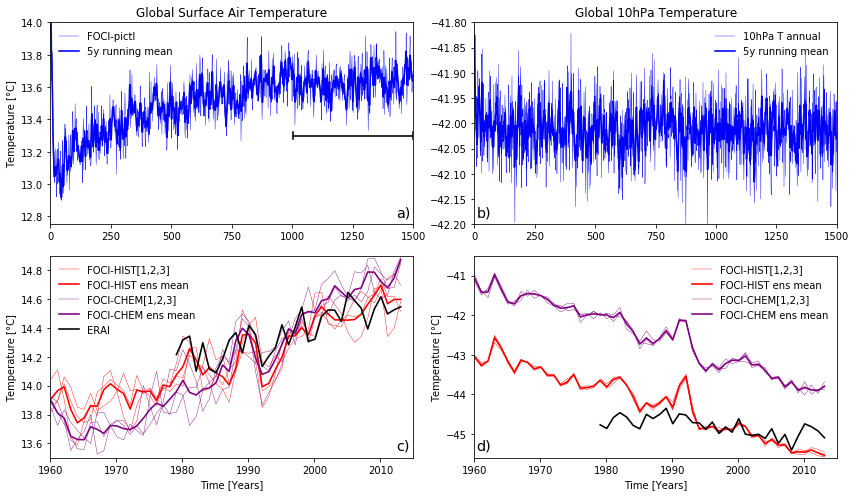 Global Surface Air Temperature
Temperature [°C]
14.0
13.8
13.6
13.4
13.2
13.0
12.8
FOCI-pictl
5y running mean
a)
0 250 500 750 1000 1250 1500
Global 10hPa Temperature
Temperature [°C]
−41.80
−41.85
−41.90
−41.95
−42.00
−42.05
−42.10
−42.15
−42.20
10hPa T annual
5y running mean
b)
0 250 500 750 1000 1250 1500
Temperature [°C]
14.8
14.6
14.4
14.2
14.0
13.8
13.6
FOCI-HIST[1,2,3]
FOCI-HIST ens mean
FOCI-CHEM[1,2,3]
FOCI-CHEM ens mean
ERAI
c)
1960 1970 1980 1990 2000 2010
Time [Years]
Temperature [°C]
−41
−42
−43
−44
−45
FOCI-HIST[1,2,3]
FOCI-HIST ens mean
FOCI-CHEM[1,2,3]
FOCI-CHEM ens mean
d)
1960 1970 1980 1990 2000 2010
Time [Years]